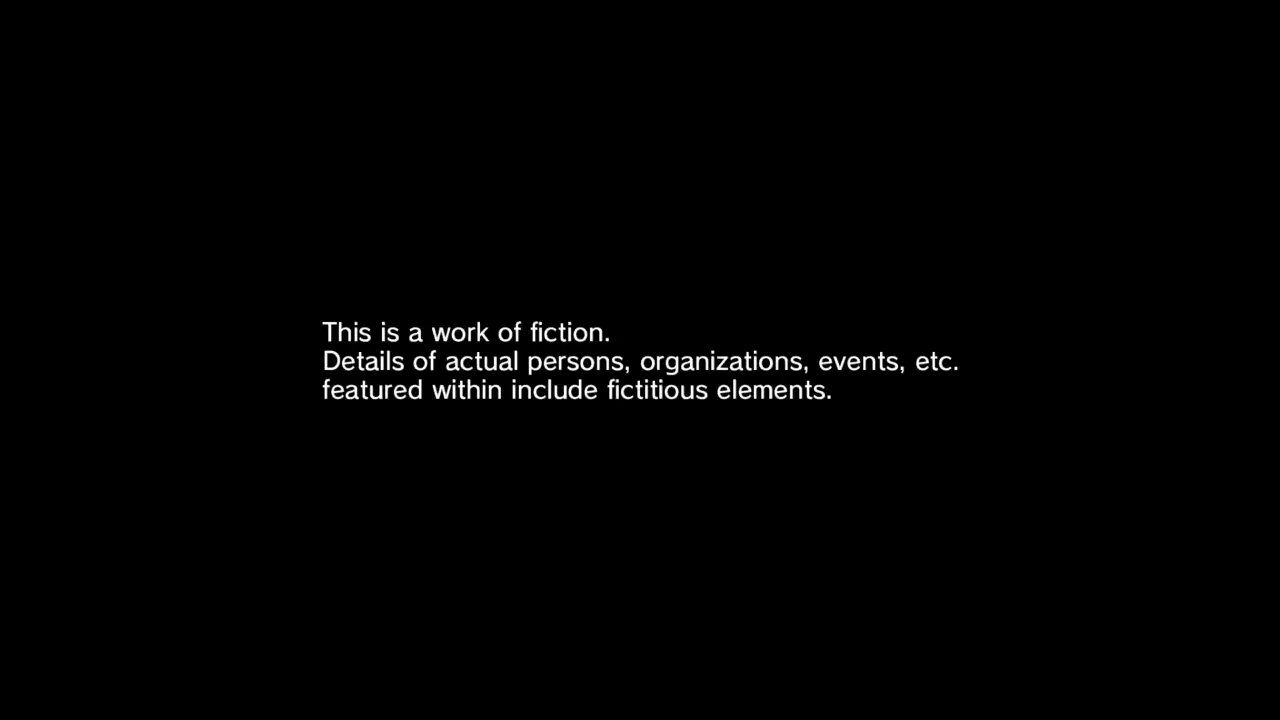 This is a work of fiction.
Details of actual persons, organizations, events, etc.
featured within include fictitious elements.